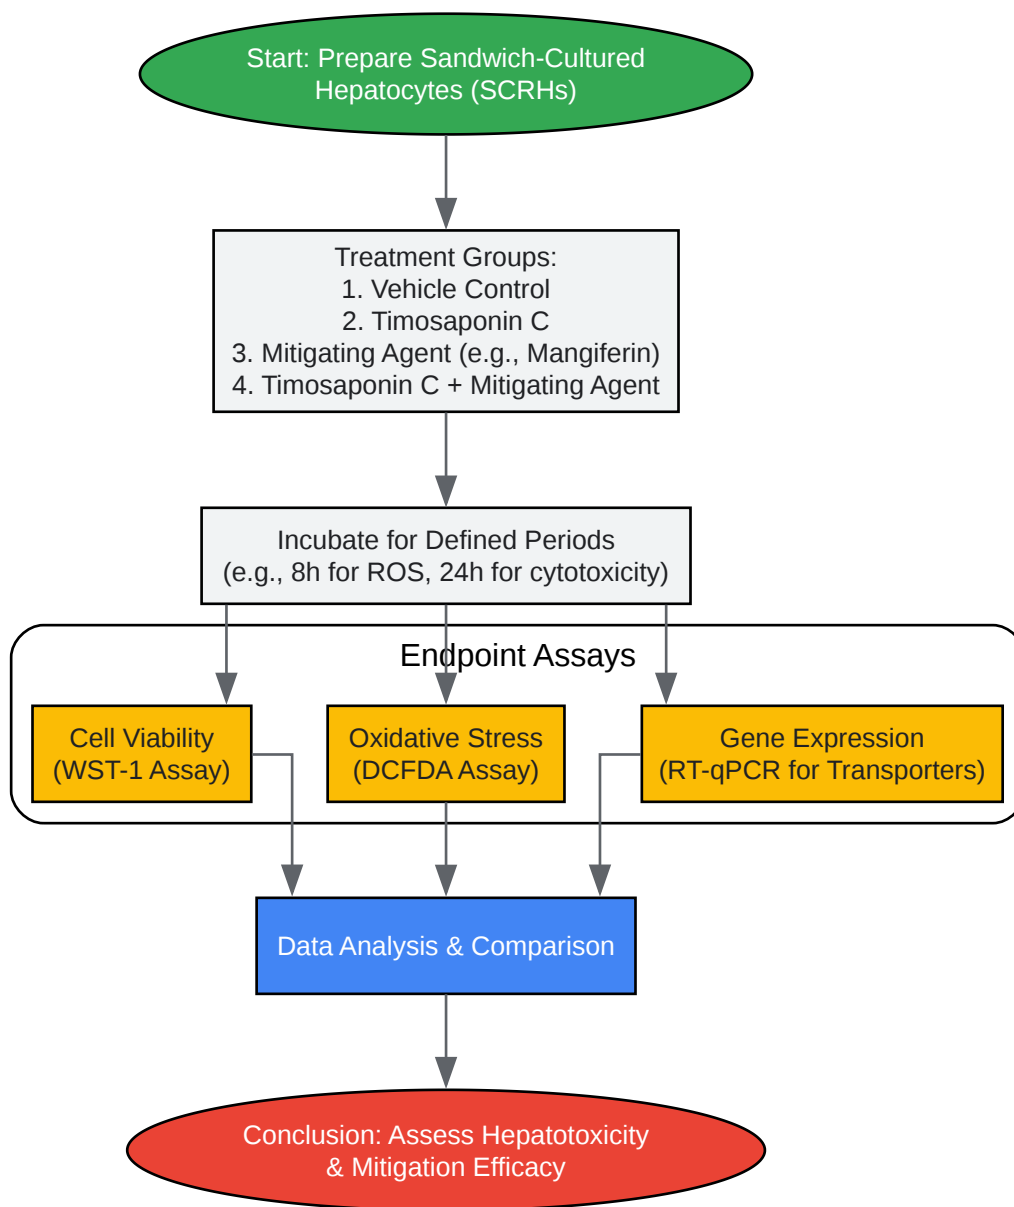 Start: Prepare Sandwich-Cultured
Hepatocytes (SCRHs)
Treatment Groups:
1. Vehicle Control
2. Timosaponin C
3. Mitigating Agent (e.g., Mangiferin)
4. Timosaponin C + Mitigating Agent
Incubate for Defined Periods
(e.g., 8h for ROS, 24h for cytotoxicity)
Endpoint Assays
Cell Viability
(WST-1 Assay)
Oxidative Stress
(DCFDA Assay)
Gene Expression
(RT-qPCR for Transporters)
Data Analysis & Comparison
Conclusion: Assess Hepatotoxicity
& Mitigation Efficacy